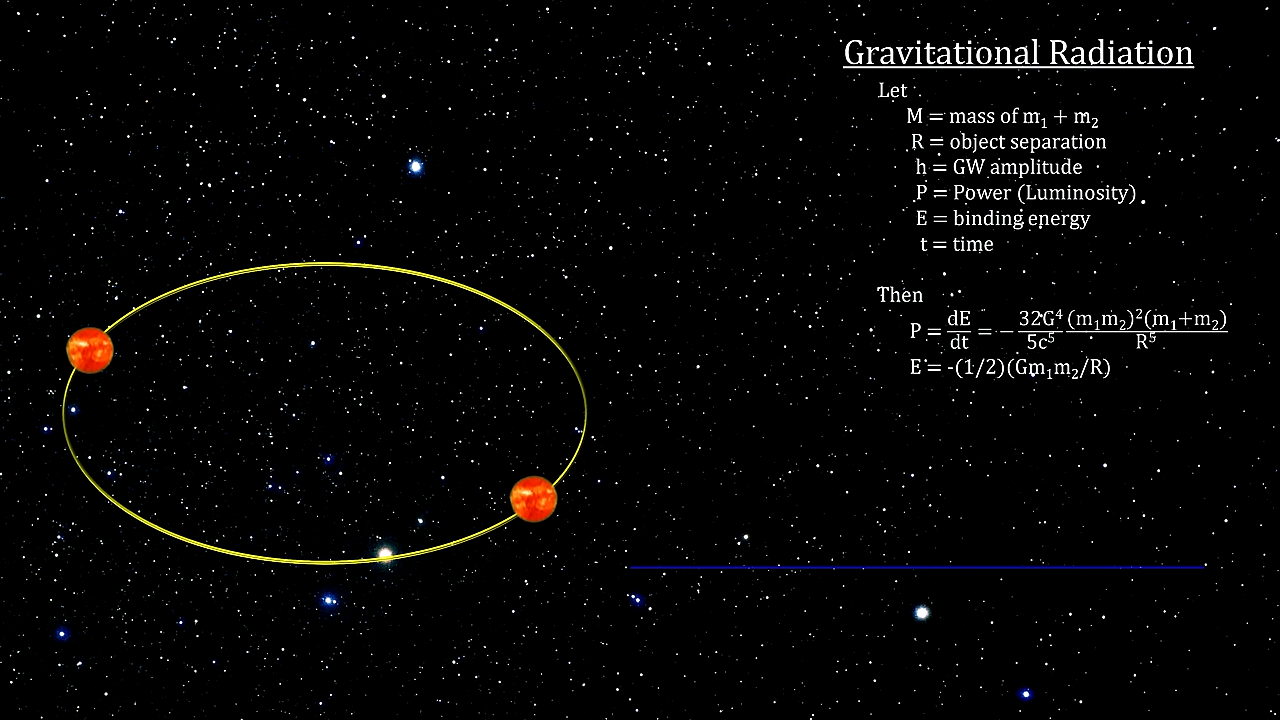 Gravitational Radiation
Let
M = mass of m₁ + m₂
R = object separation
h = GW amplitude
P = Power (Luminosity)
E = binding energy
t = time
Then
P = dE/dt = − 32G⁴/5c⁵ (m₁m₂)²(m₁+m₂)/R⁵
E = -(1/2)(Gm₁m₂/R)